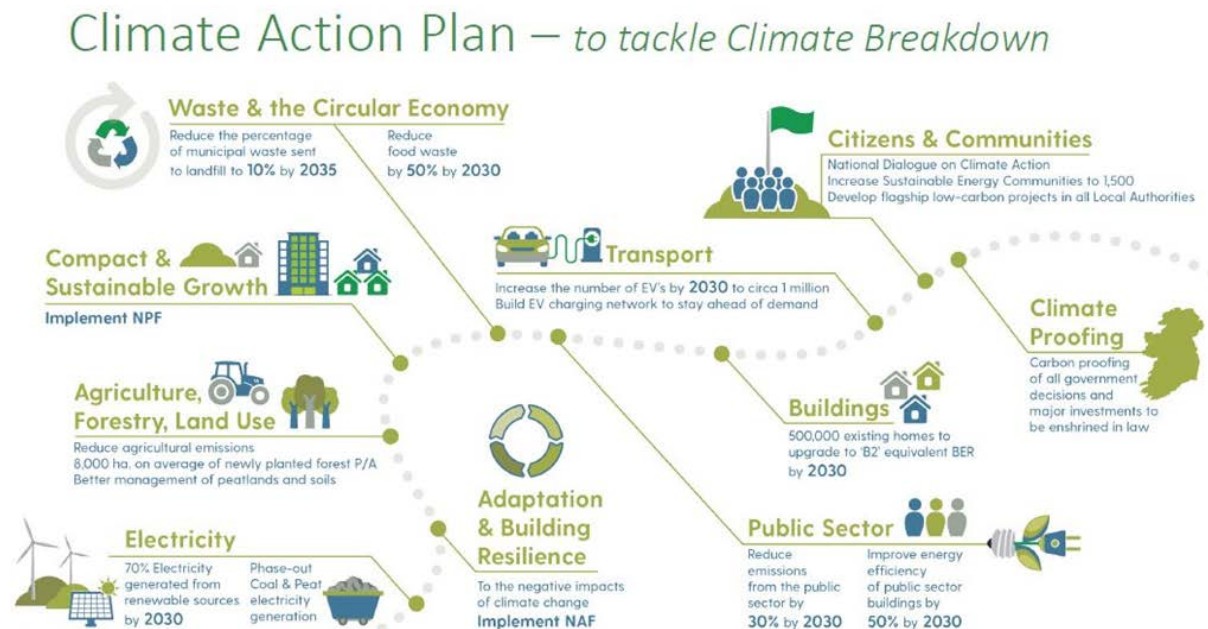 Climate Action Plan – to tackle Climate Breakdown
Waste & the Circular Economy
Reduce the percentage
of municipal waste sent
to landfill to 10% by 2035
Reduce
food waste
by 50% by 2030
Citizens & Communities
National Dialogue on Climate Action
Increase Sustainable Energy Communities to 1,500
Develop flagship low-carbon projects in all Local Authorities
Compact &
Sustainable Growth
Implement NPF
Transport
Increase the number of EV's by 2030 to circa 1 million
Build EV charging network to stay ahead of demand
Climate
Proofing
Carbon proofing
of all government
decisions and
major investments to
be enshrined in law
Agriculture,
Forestry, Land Use
Reduce agricultural emissions
8,000 ha. on average of newly planted forest P/A
Better management of peatlands and soils
Buildings
500,000 existing homes to
upgrade to 'B2' equivalent BER
by 2030
Adaptation
& Building
Resilience
To the negative impacts
of climate change
Implement NAF
Public Sector
Reduce
emissions
from the public
sector by
30% by 2030
Improve energy
efficiency
of public sector
buildings by
50% by 2030
Electricity
70% Electricity
generated from
renewable sources
by 2030
Phase-out
Coal & Peat
electricity
generation